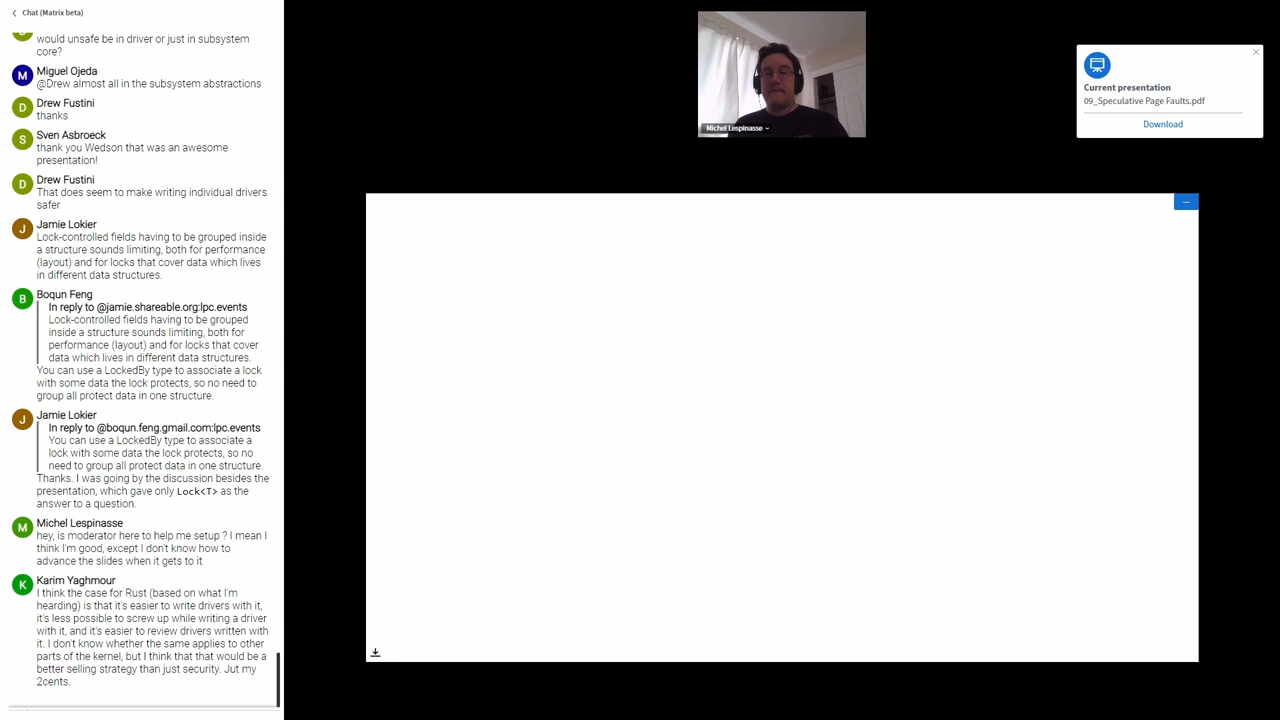 Chat (Matrix beta)
would unsafe be in driver or just in subsystem
core?
Miguel Ojeda
@Drew almost all in the subsystem abstractions
Drew Fustini
thanks
Sven Asbroeck
thank you Wedson that was an awesome
presentation!
Drew Fustini
That does seem to make writing individual drivers
safer
Jamie Lokier
Lock-controlled fields having to be grouped inside
a structure sounds limiting, both for performance
(layout) and for locks that cover data which lives
in different data structures.
Boqun Feng
In reply to @jamie.shareable.org:lpc.events
Lock-controlled fields having to be grouped
inside a structure sounds limiting, both for
performance (layout) and for locks that cover
data which lives in different data structures.
You can use a LockedBy type to associate a lock
with some data the lock protects, so no need to
group all protect data in one structure.
Jamie Lokier
In reply to @boqun.feng.gmail.com:lpc.events
You can use a LockedBy type to associate a
lock with some data the lock protects, so no
need to group all protect data in one structure.
Thanks. I was going by the discussion besides the
presentation, which gave only Lock<T> as the
answer to a question.
Michel Lespinasse
hey, is moderator here to help me setup ? I mean I
think I'm good, except I don't know how to
advance the slides when it gets to it
Karim Yaghmour
I think the case for Rust (based on what I'm
hearding) is that it's easier to write drivers with it,
it's less possible to screw up while writing a driver
with it, and it's easier to review drivers written with
it. I don't know whether the same applies to other
parts of the kernel, but I think that that would be a
better selling strategy than just security. Jut my
2cents.
Michel Lespinasse
Current presentation
09_Speculative Page Faults.pdf
Download